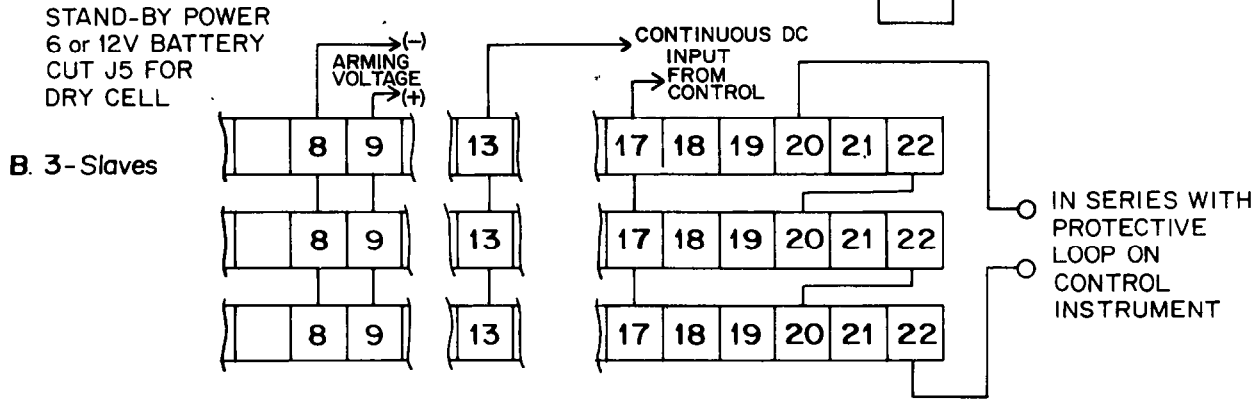 STAND-BY POWER
6 or 12V BATTERY
CUT J5 FOR
DRY CELL
(-)
ARMING
VOLTAGE
(+)
CONTINUOUS DC
INPUT
FROM
CONTROL
B. 3-Slaves
8 9 13 17 18 19 20 21 22
8 9 13 17 18 19 20 21 22
8 9 13 17 18 19 20 21 22
IN SERIES WITH
PROTECTIVE
LOOP ON
CONTROL
INSTRUMENT